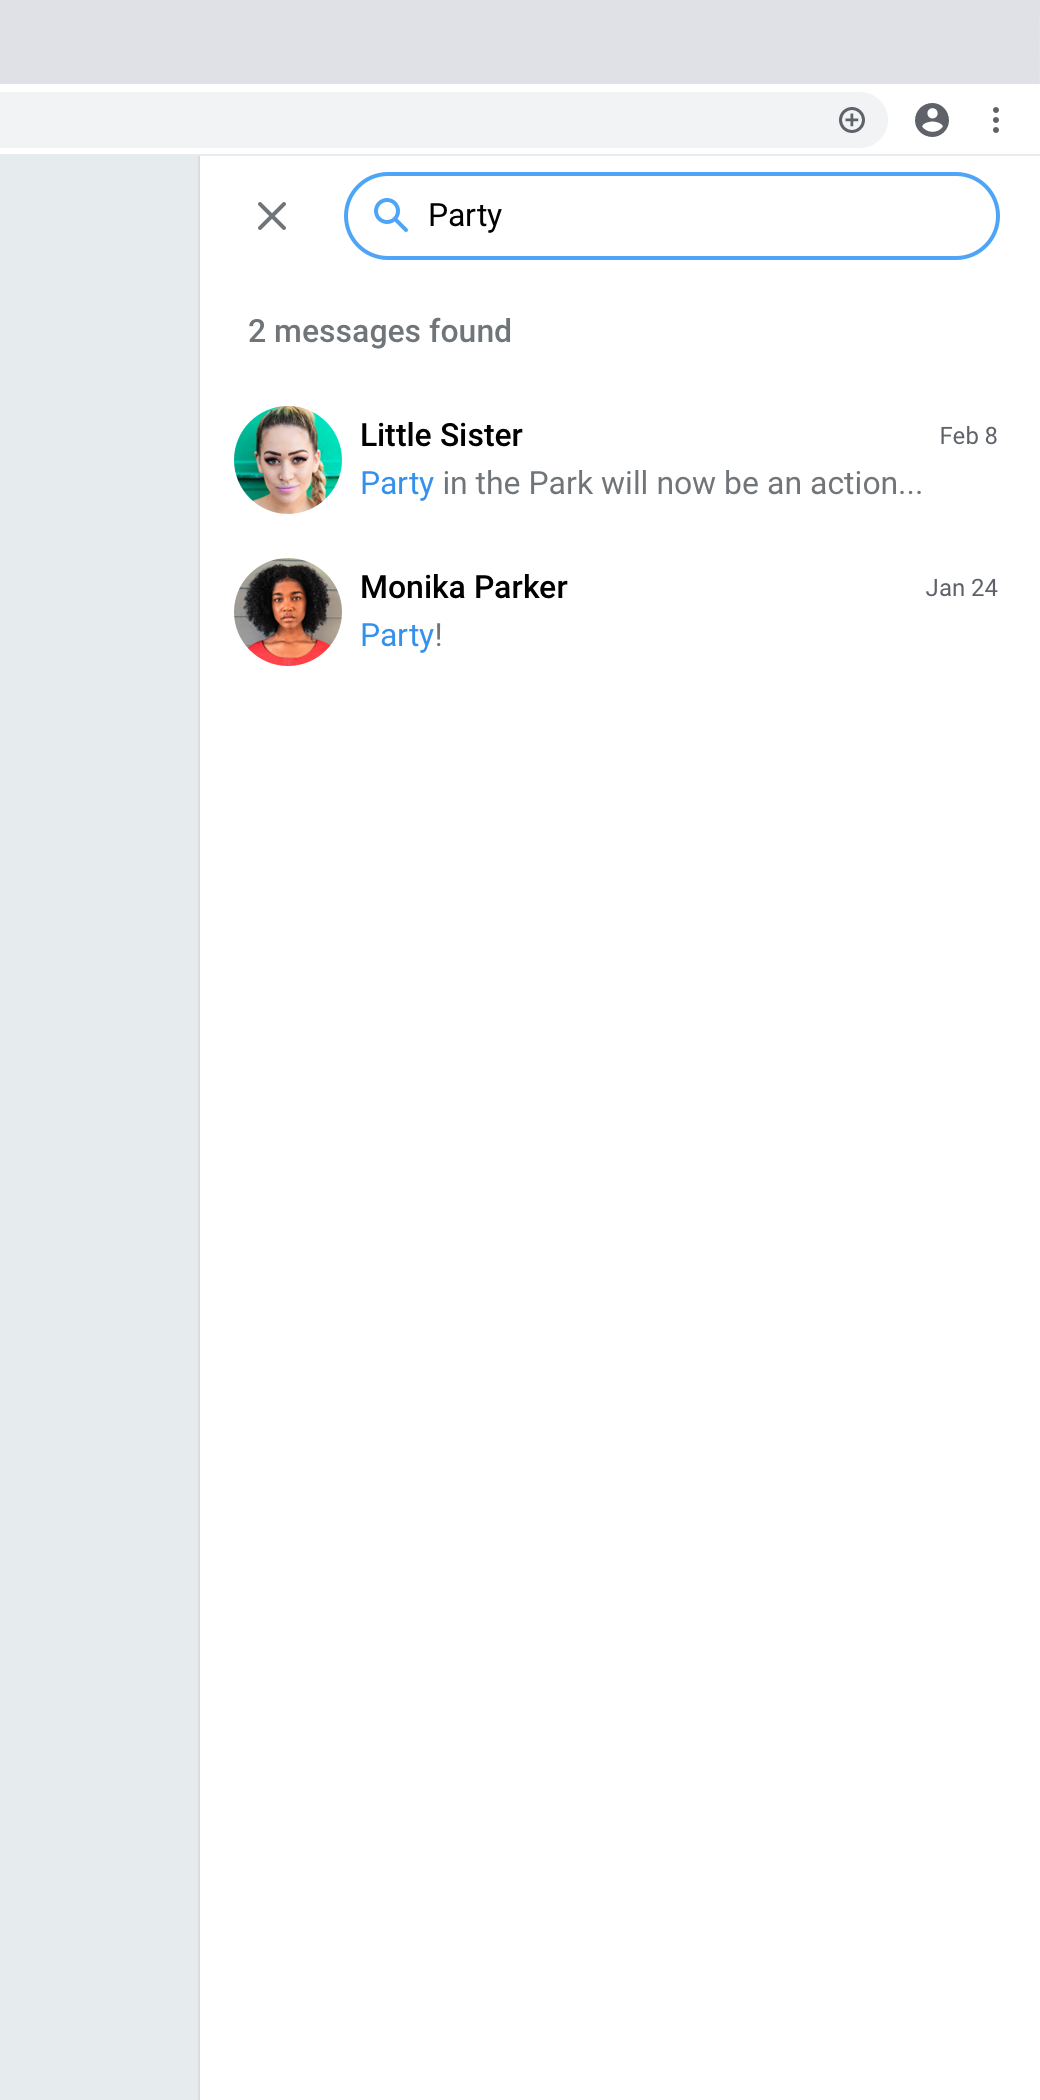 Party
2 messages found
Little Sister
Feb 8
Party in the Park will now be an action...
Monika Parker
Jan 24
Party!